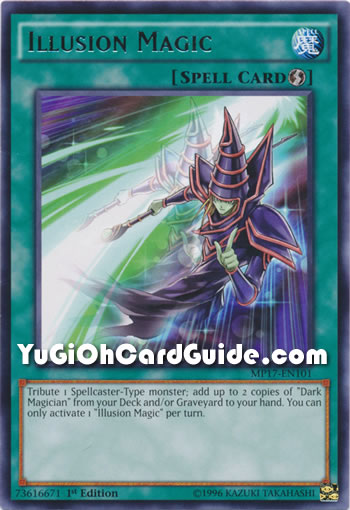 ILLUSION MAGIC
魔
[SPELL CARD]
YuGiOhCardGuide.com
MP17-EN101
Tribute 1 Spellcaster-Type monster; add up to 2 copies of "Dark
Magician" from your Deck and/or Graveyard to your hand. You can
only activate 1 "Illusion Magic" per turn.
73616671 1st Edition ©1996 KAZUKI TAKAHASHI